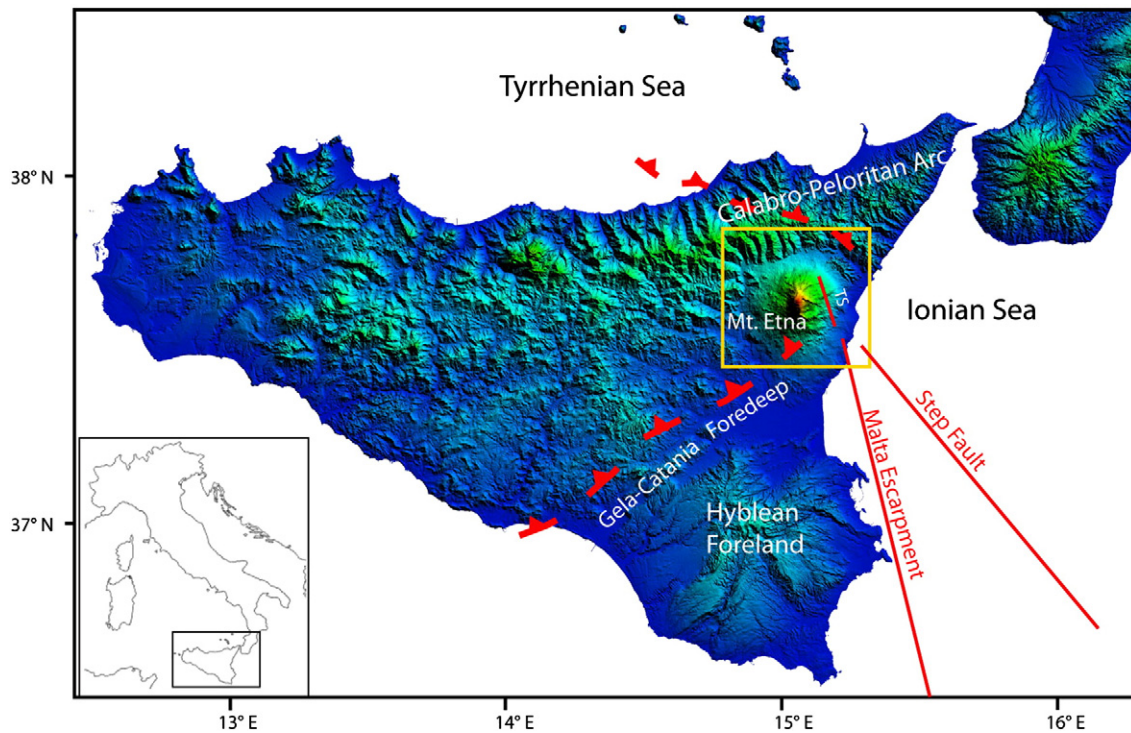 Tyrrhenian Sea
38° N
Calabro-Peloritan Arc
TS
Ionian Sea
Mt. Etna
Step Fault
Malta Escarpment
Gela-Catania Foredeep
37° N
Hyblean
Foreland
13° E
14° E
15° E
16° E